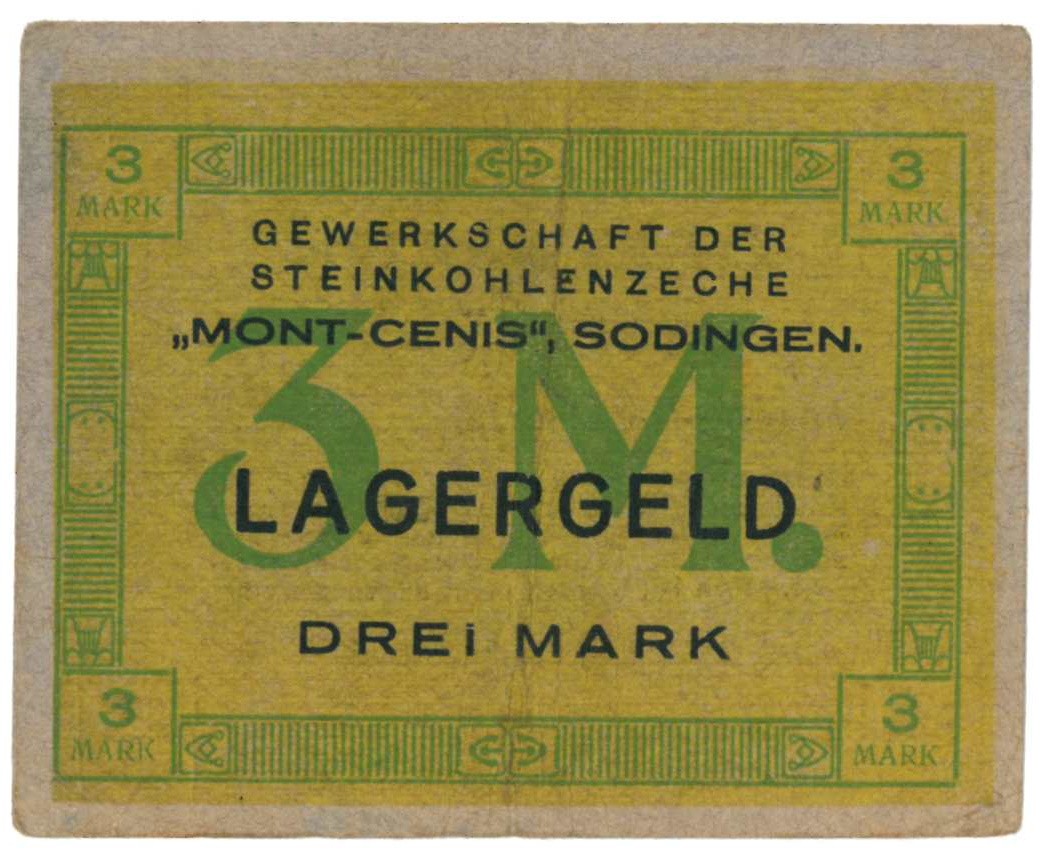 3 MARK
3 MARK
GEWERKSCHAFT DER
STEINKOHLENZECHE
„MONT-CENIS“, SODINGEN.
3 M.
LAGERGELD
DREi MARK
3 MARK
3 MARK